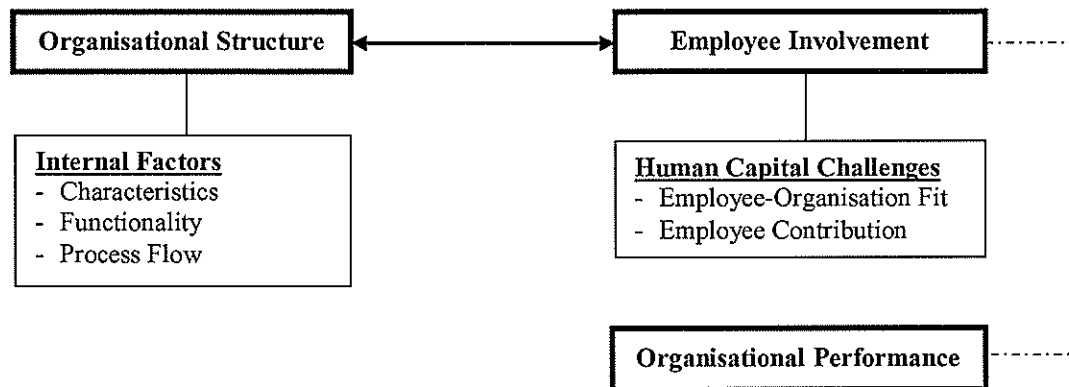 Organisational Structure
Employee Involvement
Internal Factors
- Characteristics
- Functionality
- Process Flow
Human Capital Challenges
- Employee-Organisation Fit
- Employee Contribution
Organisational Performance